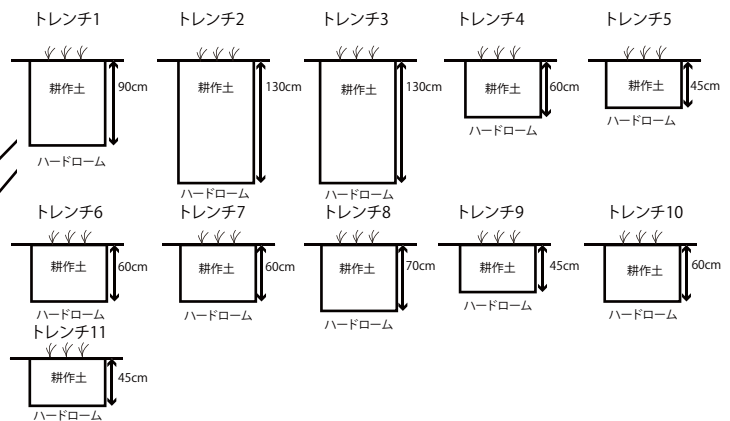 トレンチ1 トレンチ2 トレンチ3 トレンチ4 トレンチ5
耕作土 90cm 耕作土 130cm 耕作土 130cm 耕作土 60cm 耕作土 45cm
ハードローム ハードローム ハードローム ハードローム ハードローム
トレンチ6 トレンチ7 トレンチ8 トレンチ9 トレンチ10
耕作土 60cm 耕作土 60cm 耕作土 70cm 耕作土 45cm 耕作土 60cm
ハードローム ハードローム ハードローム ハードローム ハードローム
トレンチ11
耕作土 45cm
ハードローム